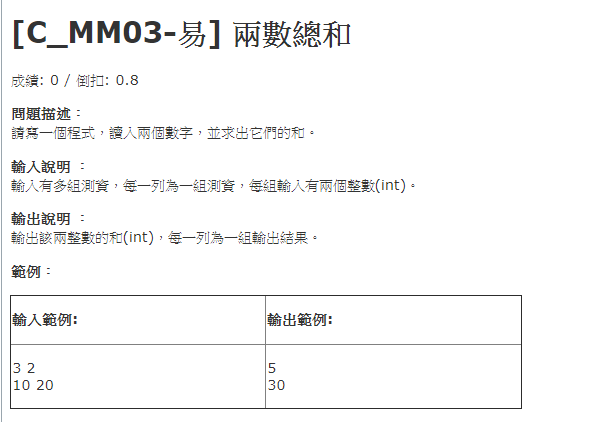 [C_MM03-易] 兩數總和
成績: 0 / 倒扣: 0.8
問題描述：
請寫一個程式，讀入兩個數字，並求出它們的和。
輸入說明 ：
輸入有多組測資，每一列為一組測資，每組輸入有兩個整數(int)。
輸出說明 ：
輸出該兩整數的和(int)，每一列為一組輸出結果。
範例：
輸入範例: 輸出範例:
3 2 5
10 20 30